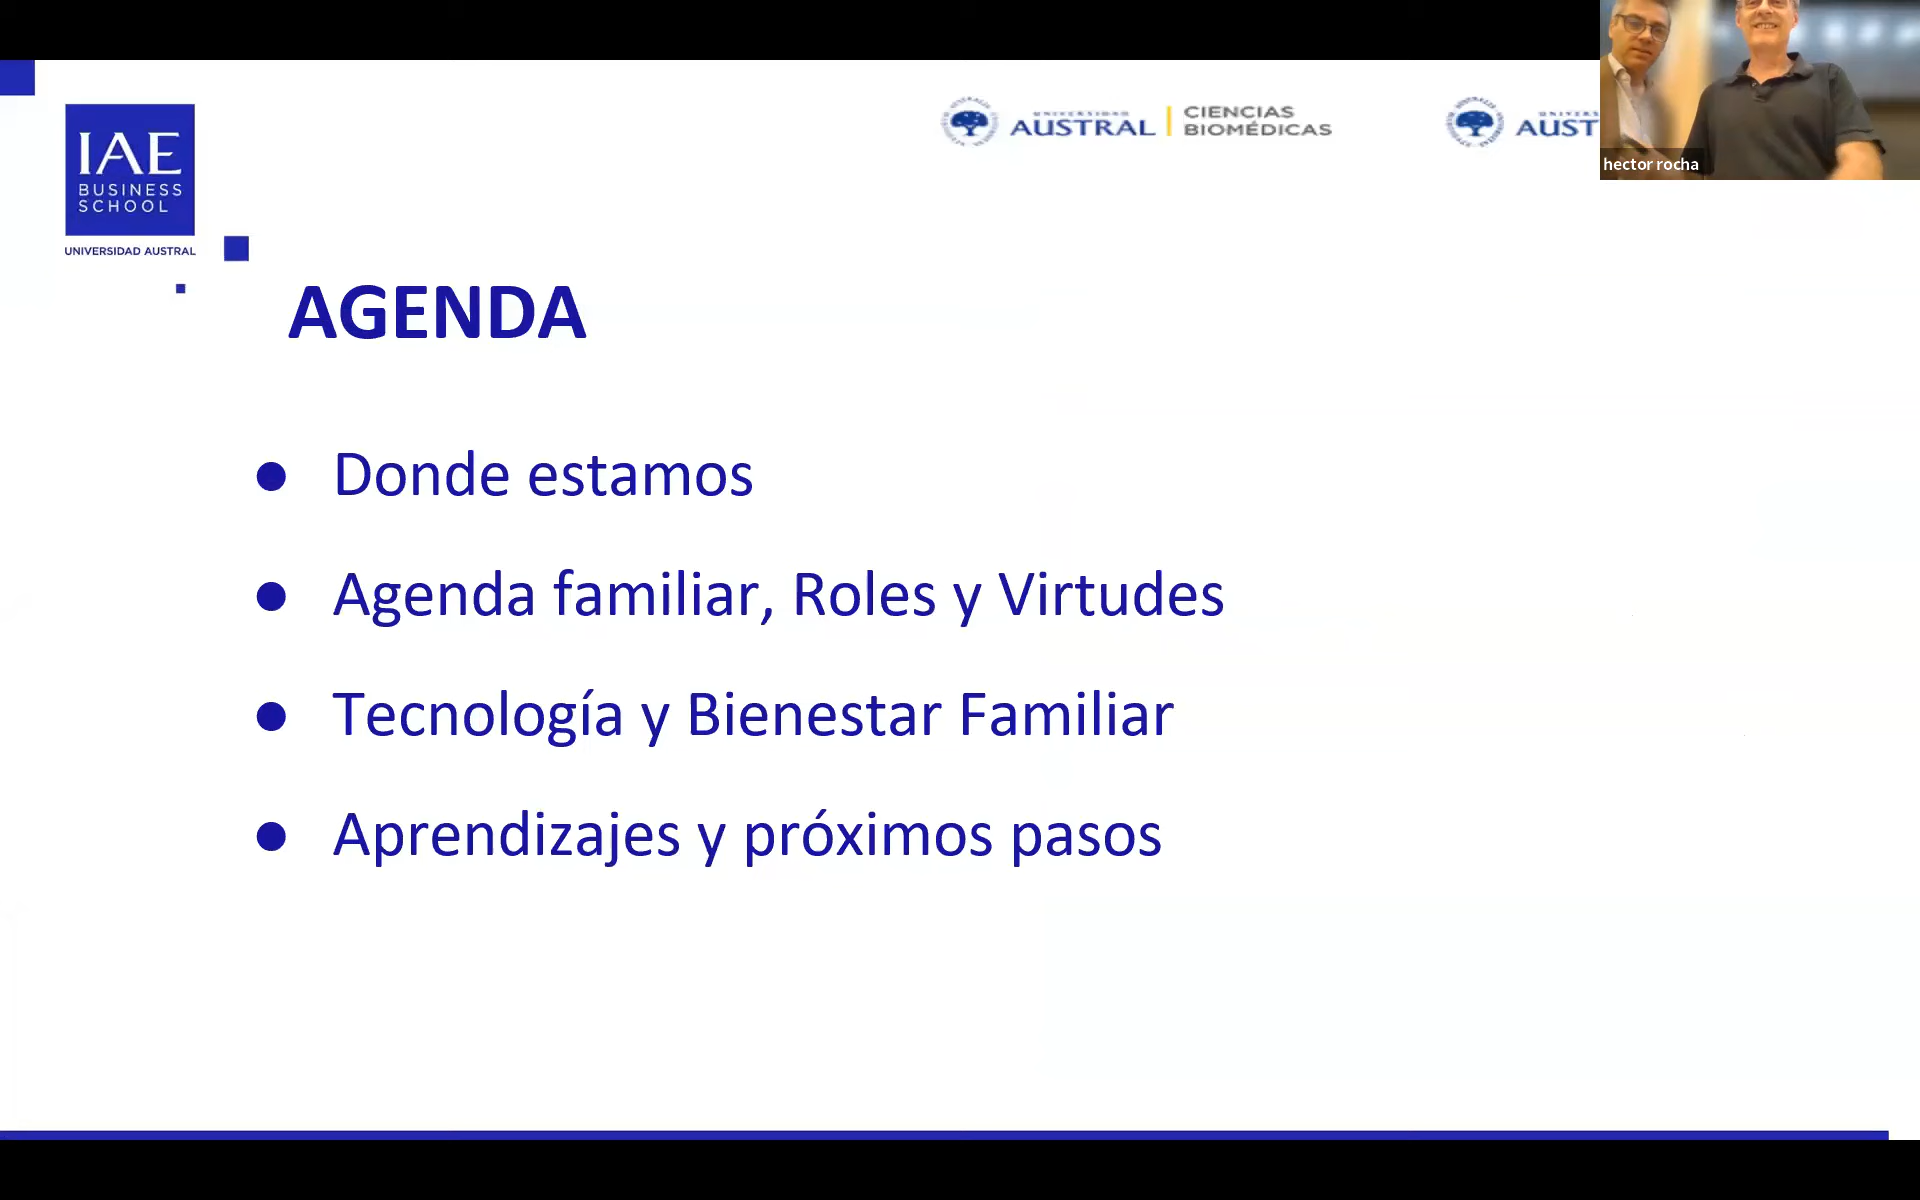 IAE
BUSINESS
SCHOOL
UNIVERSIDAD AUSTRAL
UNIVERSIDAD
AUSTRAL
CIENCIAS
BIOMÉDICAS
AUST
hector rocha
AGENDA
● Donde estamos
● Agenda familiar, Roles y Virtudes
● Tecnología y Bienestar Familiar
● Aprendizajes y próximos pasos